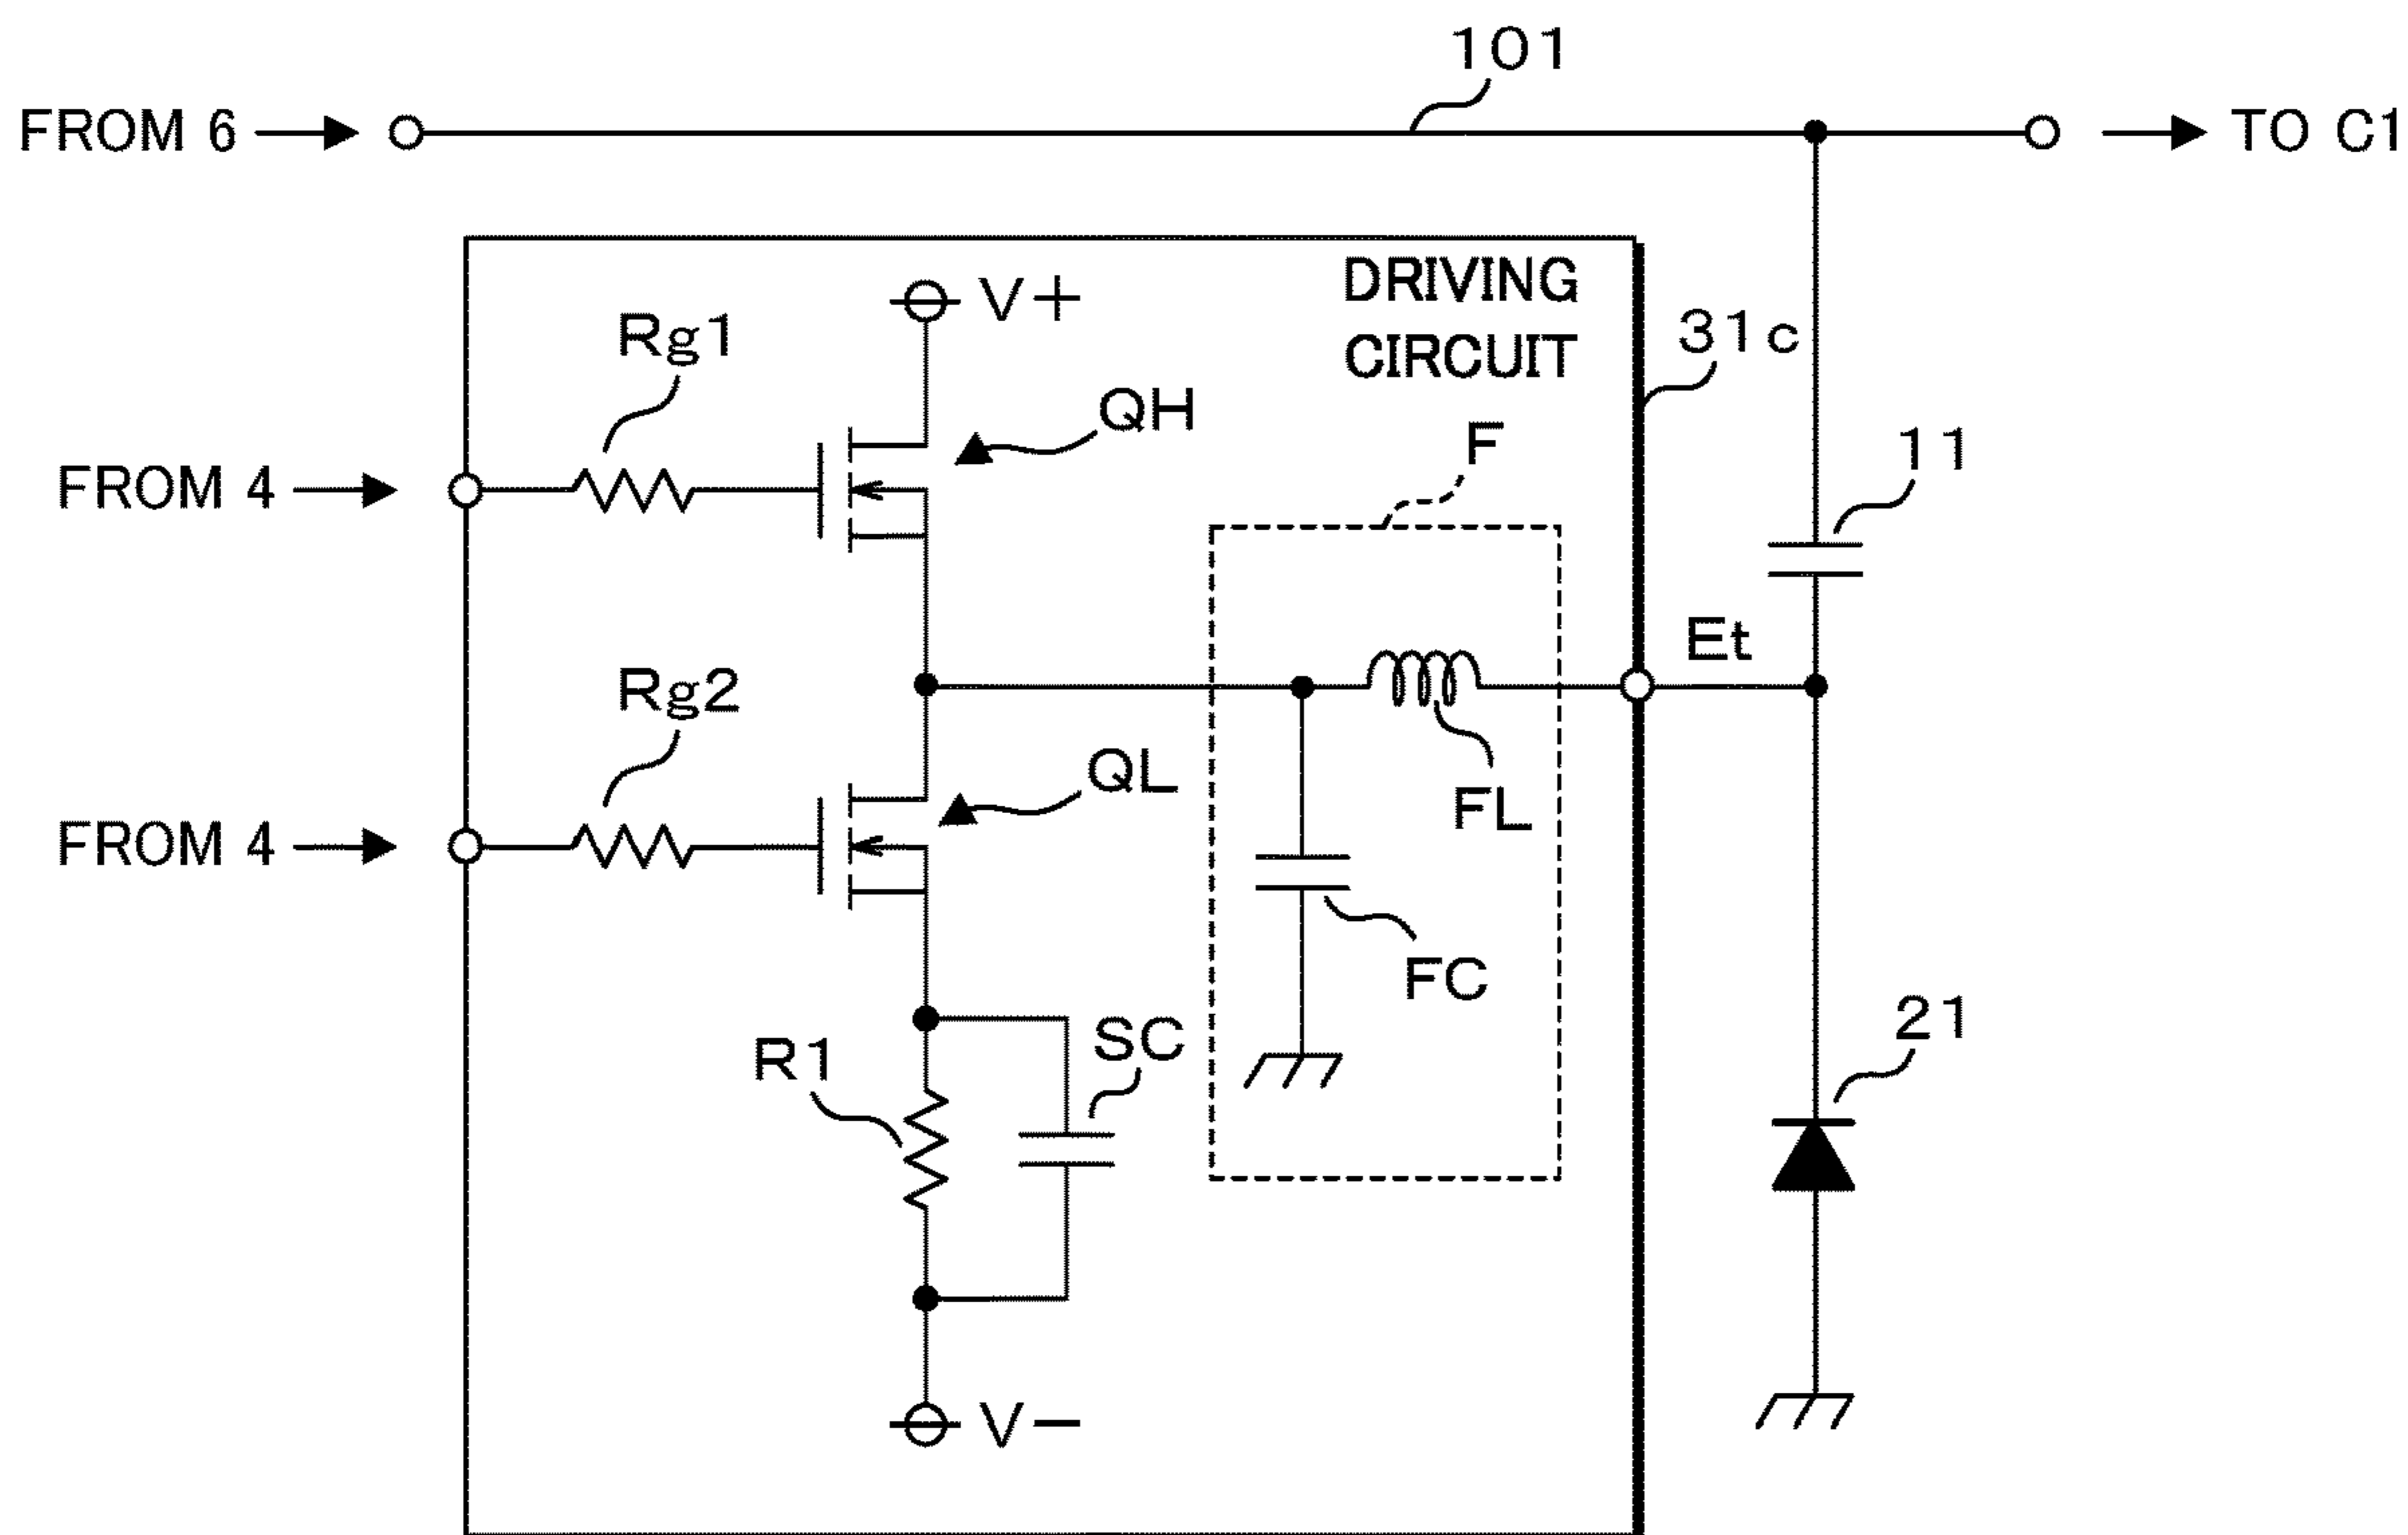 101
FROM 6
TO C1
DRIVING
CIRCUIT
V+
Rg1
31c
QH
F
11
FROM 4
Et
Rg2
QL
FL
FROM 4
FC
21
SC
R1
V−